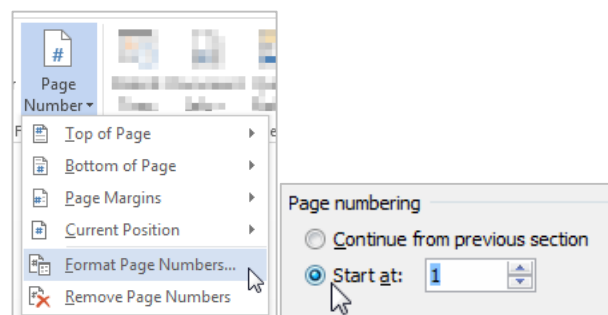 Page
Number
Top of Page
Bottom of Page
Page Margins
Current Position
Format Page Numbers...
Remove Page Numbers
Page numbering
Continue from previous section
Start at: 1